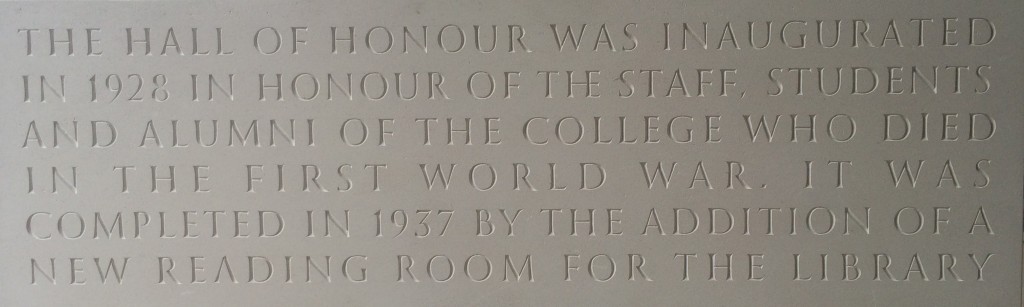 THE HALL OF HONOUR WAS INAUGURATED
IN 1928 IN HONOUR OF THE STAFF, STUDENTS
AND ALUMNI OF THE COLLEGE WHO DIED
IN THE FIRST WORLD WAR. IT WAS
COMPLETED IN 1937 BY THE ADDITION OF A
NEW READING ROOM FOR THE LIBRARY